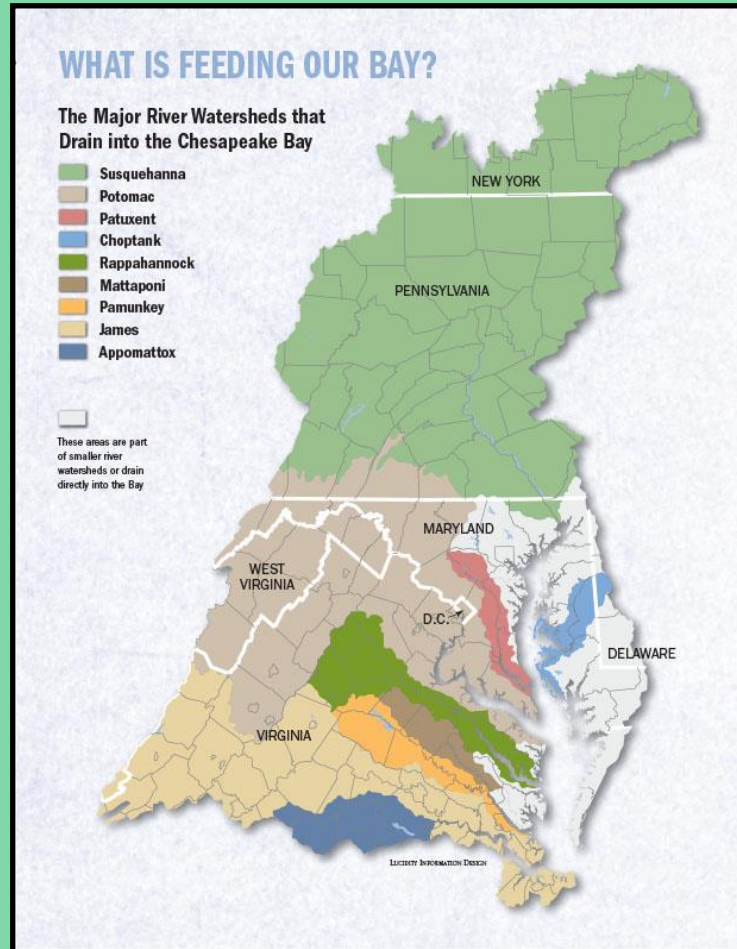 WHAT IS FEEDING OUR BAY?
The Major River Watersheds that
Drain into the Chesapeake Bay
Susquehanna
Potomac
Patuxent
Choptank
Rappahannock
Mattaponi
Pamunkey
James
Appomattox
These areas are part
of smaller river
watersheds or drain
directly into the Bay
NEW YORK
PENNSYLVANIA
MARYLAND
WEST
VIRGINIA
D.C.
DELAWARE
VIRGINIA
LUCIDITY INFORMATION DESIGN